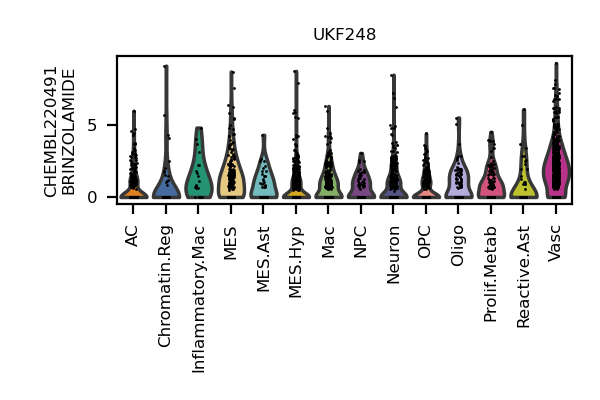 UKF248
CHEMBL220491
BRINZOLAMIDE
5
0
AC
Chromatin.Reg
Inflammatory.Mac
MES
MES.Ast
MES.Hyp
Mac
NPC
Neuron
OPC
Oligo
Prolif.Metab
Reactive.Ast
Vasc